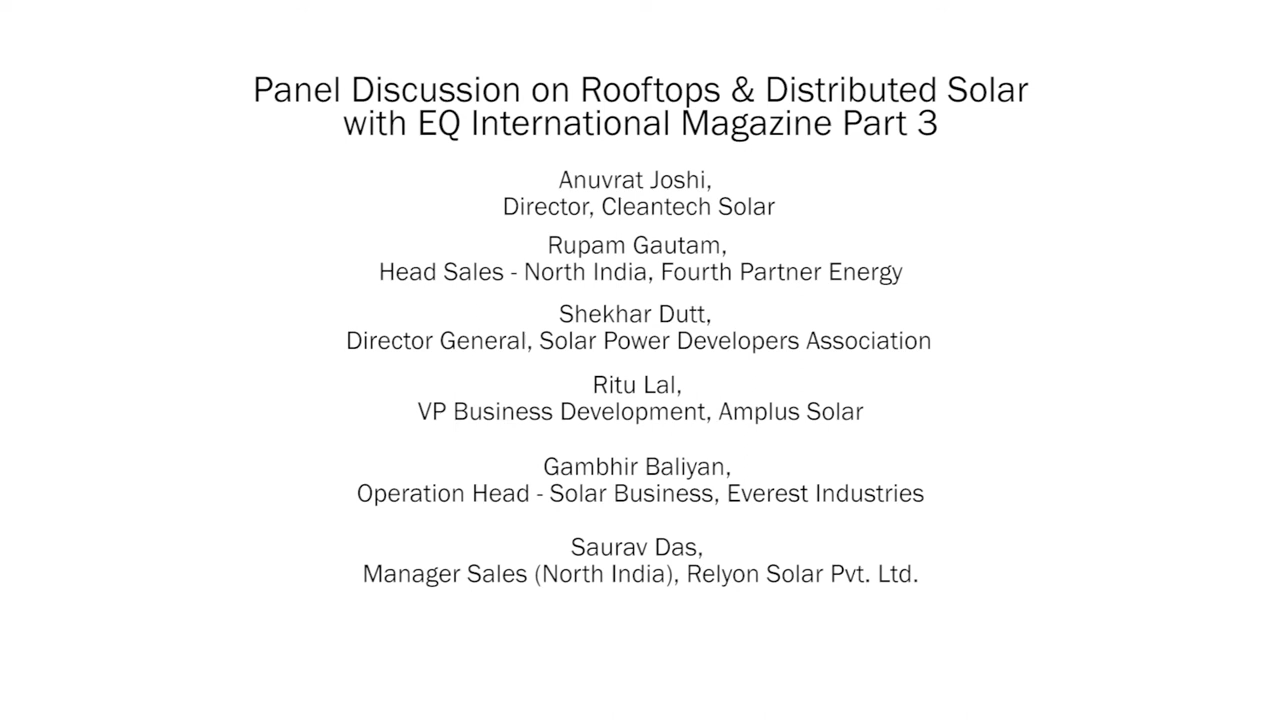 Panel Discussion on Rooftops & Distributed Solar
with EQ International Magazine Part 3
Anuvrat Joshi,
Director, Cleantech Solar
Rupam Gautam,
Head Sales - North India, Fourth Partner Energy
Shekhar Dutt,
Director General, Solar Power Developers Association
Ritu Lal,
VP Business Development, Amplus Solar
Gambhir Baliyan,
Operation Head - Solar Business, Everest Industries
Saurav Das,
Manager Sales (North India), Relyon Solar Pvt. Ltd.